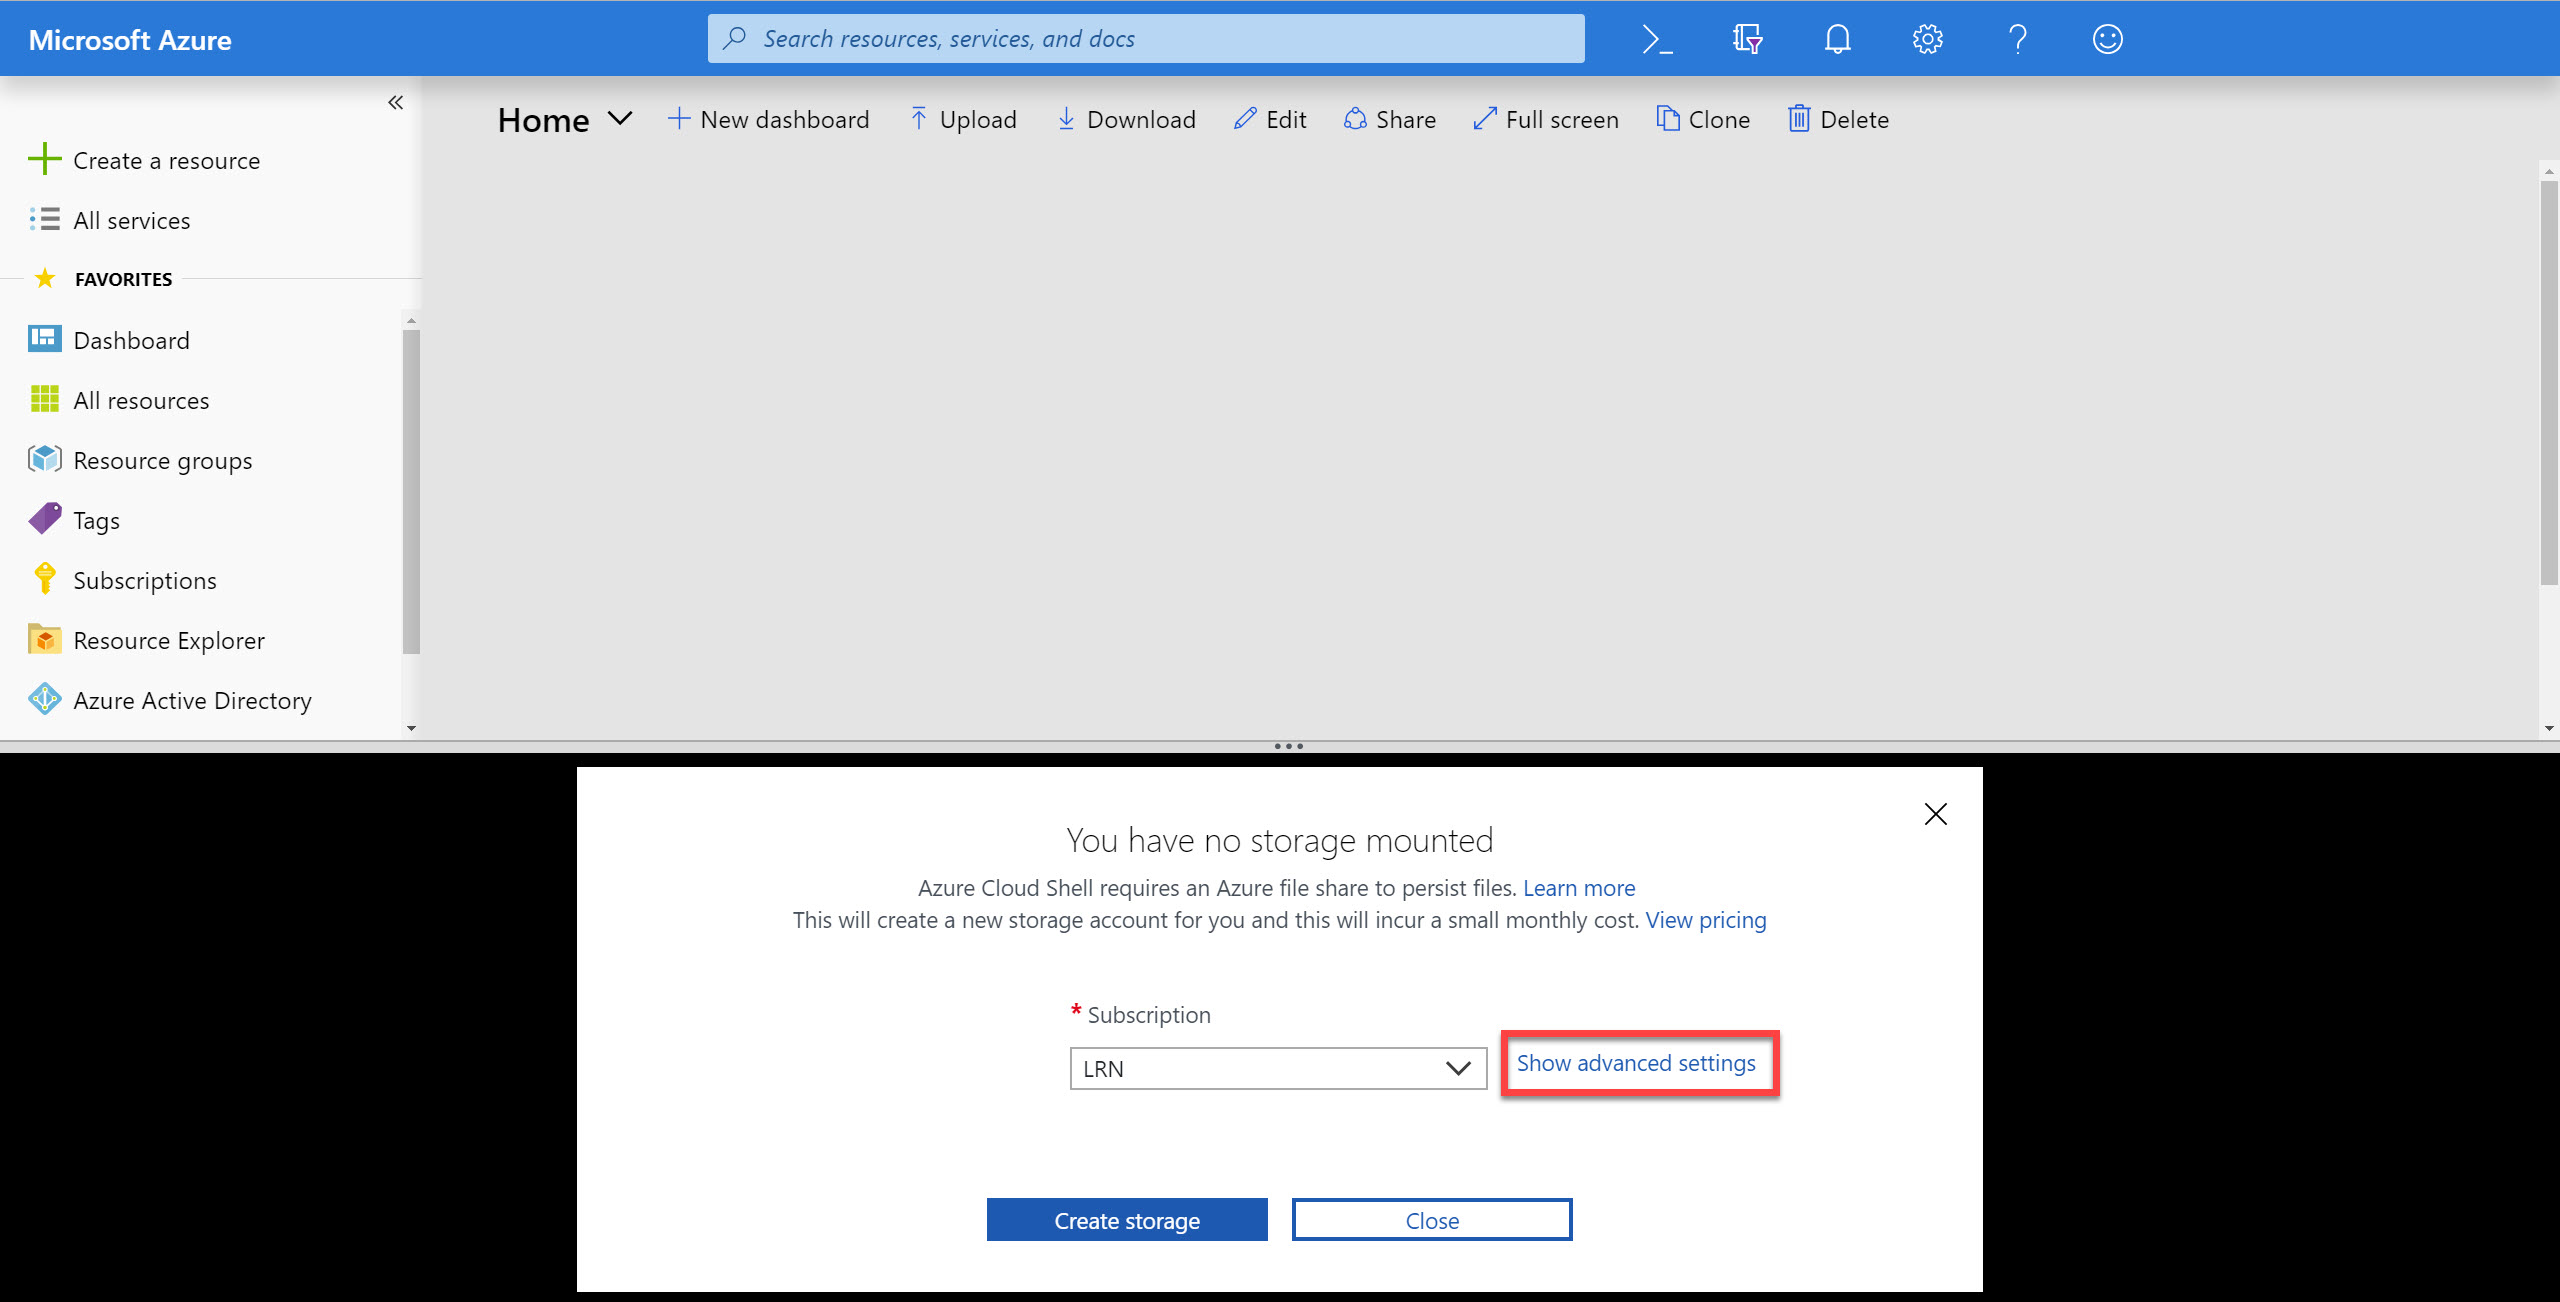 Microsoft Azure
Search resources, services, and docs
Home
New dashboard
Upload
Download
Edit
Share
Full screen
Clone
Delete
Create a resource
All services
FAVORITES
Dashboard
All resources
Resource groups
Tags
Subscriptions
Resource Explorer
Azure Active Directory
You have no storage mounted
Azure Cloud Shell requires an Azure file share to persist files. Learn more
This will create a new storage account for you and this will incur a small monthly cost. View pricing
* Subscription
LRN
Show advanced settings
Create storage
Close